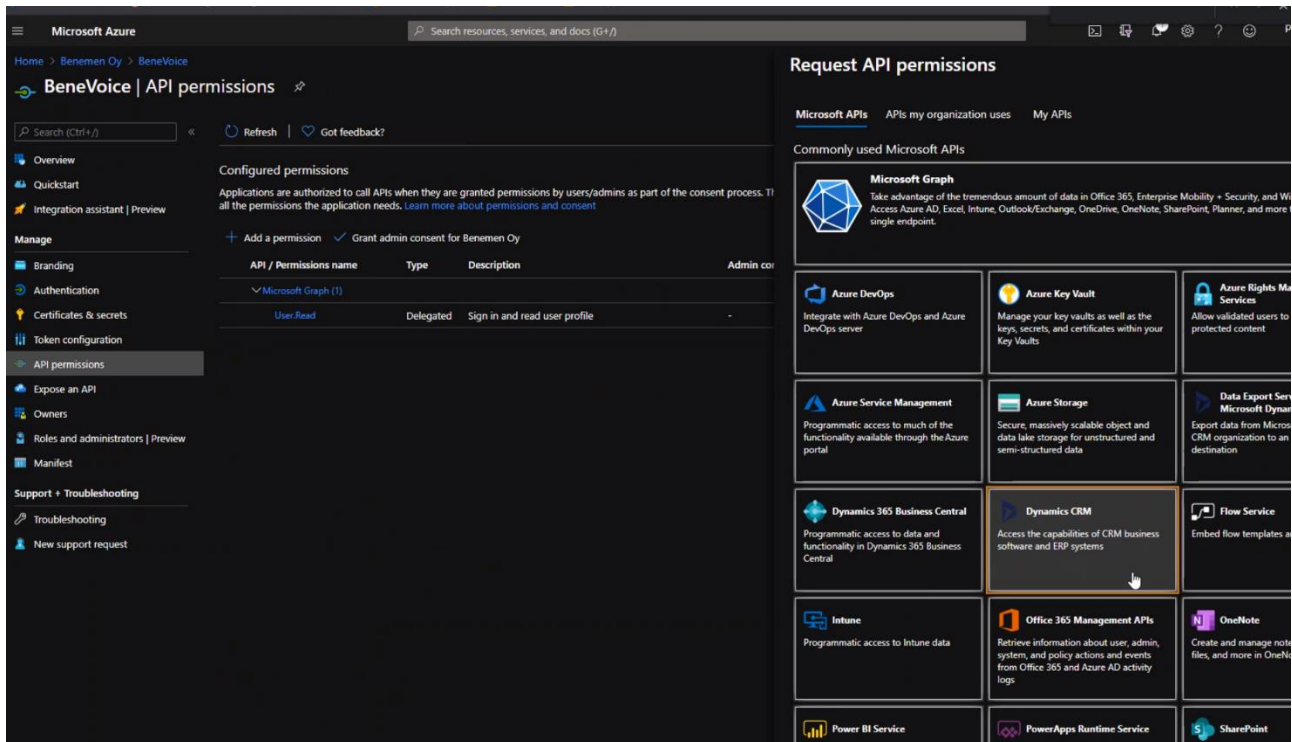 Microsoft Azure
Search resources, services, and docs (G+/)
Home > Benemen Oy > BeneVoice
BeneVoice | API permissions
Search (Ctrl+/)
Overview
Quickstart
Integration assistant | Preview
Manage
Branding
Authentication
Certificates & secrets
Token configuration
API permissions
Expose an API
Owners
Roles and administrators | Preview
Manifest
Support + Troubleshooting
Troubleshooting
New support request
Refresh
Got feedback?
Configured permissions
Applications are authorized to call APIs when they are granted permissions by users/admins as part of the consent process. Th
all the permissions the application needs. Learn more about permissions and consent
+ Add a permission
Grant admin consent for Benemen Oy
API / Permissions name Type Description Admin con
Microsoft Graph (1)
User.Read Delegated Sign in and read user profile -
Request API permissions
Microsoft APIs APIs my organization uses My APIs
Commonly used Microsoft APIs
Microsoft Graph
Take advantage of the tremendous amount of data in Office 365, Enterprise Mobility + Security, and Wi
Access Azure AD, Excel, Intune, Outlook/Exchange, OneDrive, OneNote, SharePoint, Planner, and more
single endpoint.
Azure DevOps
Integrate with Azure DevOps and Azure
DevOps server
Azure Key Vault
Manage your key vaults as well as the
keys, secrets, and certificates within your
Key Vaults
Azure Rights Ma
Services
Allow validated users to
protected content
Azure Service Management
Programmatic access to much of the
functionality available through the Azure
portal
Azure Storage
Secure, massively scalable object and
data lake storage for unstructured and
semi-structured data
Data Export Ser
Microsoft Dynar
Export data from Micros
CRM organization to an
destination
Dynamics 365 Business Central
Programmatic access to data and
functionality in Dynamics 365 Business
Central
Dynamics CRM
Access the capabilities of CRM business
software and ERP systems
Flow Service
Embed flow templates a
Intune
Programmatic access to Intune data
Office 365 Management APIs
Retrieve information about user, admin,
system, and policy actions and events
from Office 365 and Azure AD activity
logs
OneNote
Create and manage note
files, and more in OneNo
Power BI Service
PowerApps Runtime Service
SharePoint